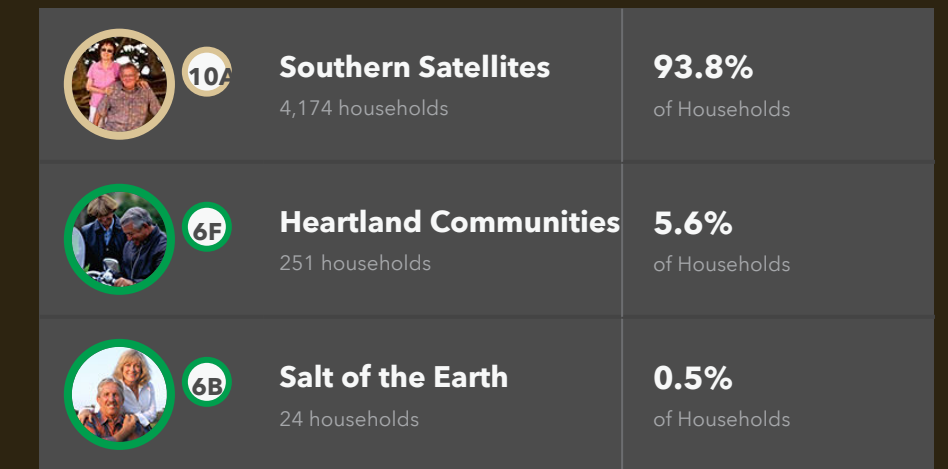 10A
Southern Satellites
93.8%
4,174 households
of Households
6F
Heartland Communities
5.6%
251 households
of Households
6B
Salt of the Earth
0.5%
24 households
of Households